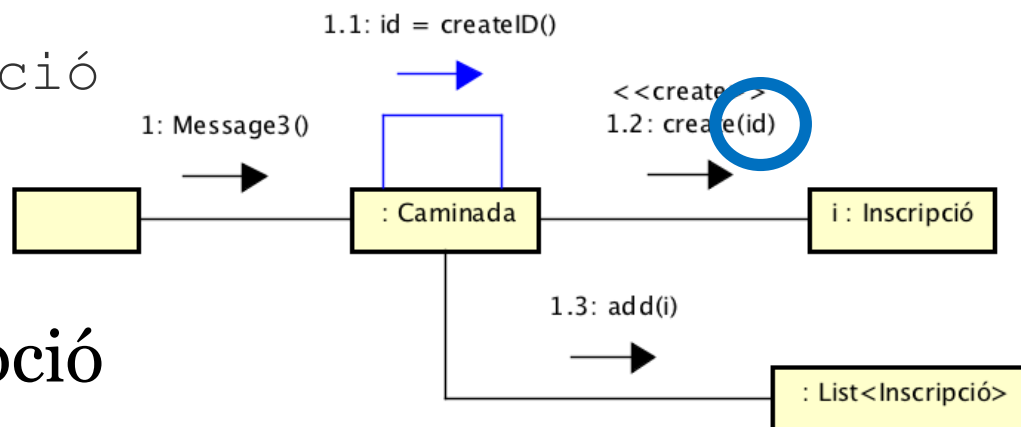 1.1: id = createID()
ció
<<create>>
1: Message3()
1.2: create(id)
: Caminada
i : Inscripció
1.3: add(i)
pció
: List<Inscripció>